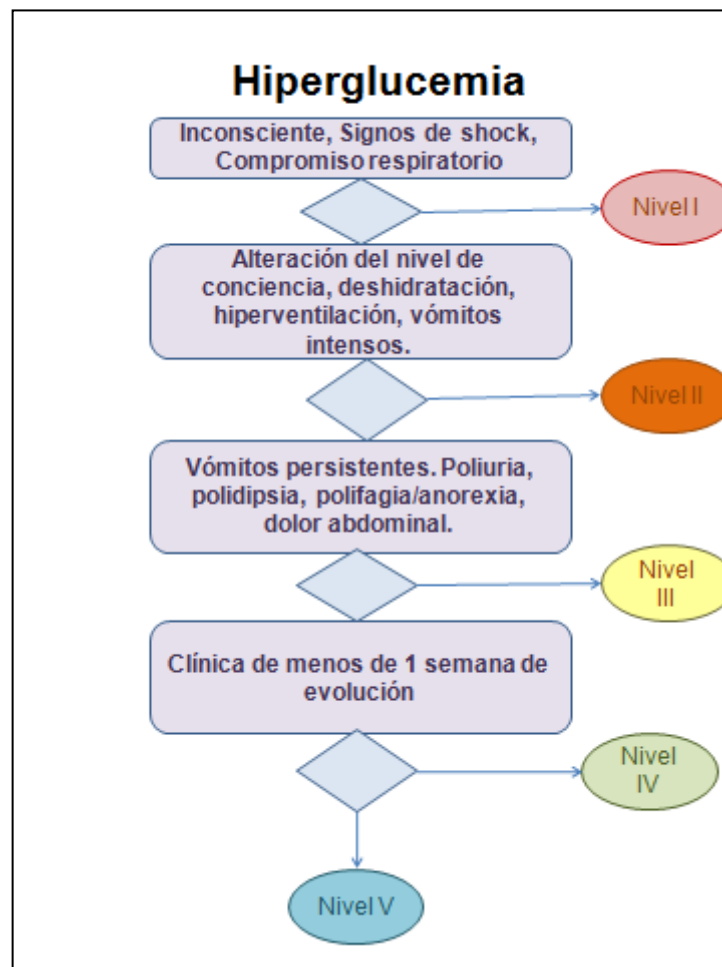 Hiperglucemia
Inconsciente, Signos de shock,
Compromiso respiratorio
Nivel I
Alteración del nivel de
conciencia, deshidratación,
hiperventilación, vómitos
intensos.
Nivel II
Vómitos persistentes. Poliuria,
polidipsia, polifagia/anorexia,
dolor abdominal.
Nivel
III
Clínica de menos de 1 semana de
evolución
Nivel
IV
Nivel V